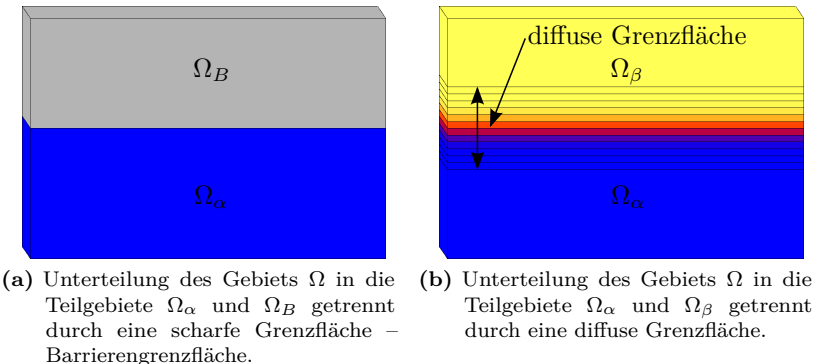 Ω_B
Ω_α
diffuse Grenzfläche
Ω_β
Ω_α
(a) Unterteilung des Gebiets Ω in die
Teilgebiete Ω_α und Ω_B getrennt
durch eine scharfe Grenzfläche –
Barrierengrenzfläche.
(b) Unterteilung des Gebiets Ω in die
Teilgebiete Ω_α und Ω_β getrennt
durch eine diffuse Grenzfläche.